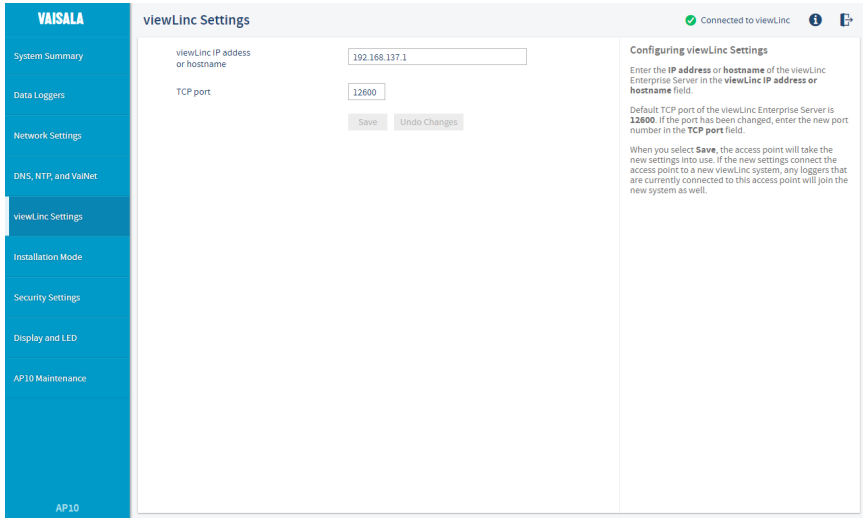 VAISALA
viewLinc Settings
Connected to viewLinc
System Summary
Data Loggers
Network Settings
DNS, NTP, and VaiNet
viewLinc Settings
Installation Mode
Security Settings
Display and LED
AP10 Maintenance
AP10
viewLinc IP addess
or hostname
192.168.137.1
TCP port
12600
Save
Undo Changes
Configuring viewLinc Settings
Enter the IP address or hostname of the viewLinc
Enterprise Server in the viewLinc IP address or
hostname field.
Default TCP port of the viewLinc Enterprise Server is
12600. If the port has been changed, enter the new port
number in the TCP port field.
When you select Save, the access point will take the
new settings into use. If the new settings connect the
access point to a new viewLinc system, any loggers that
are currently connected to this access point will join the
new system as well.